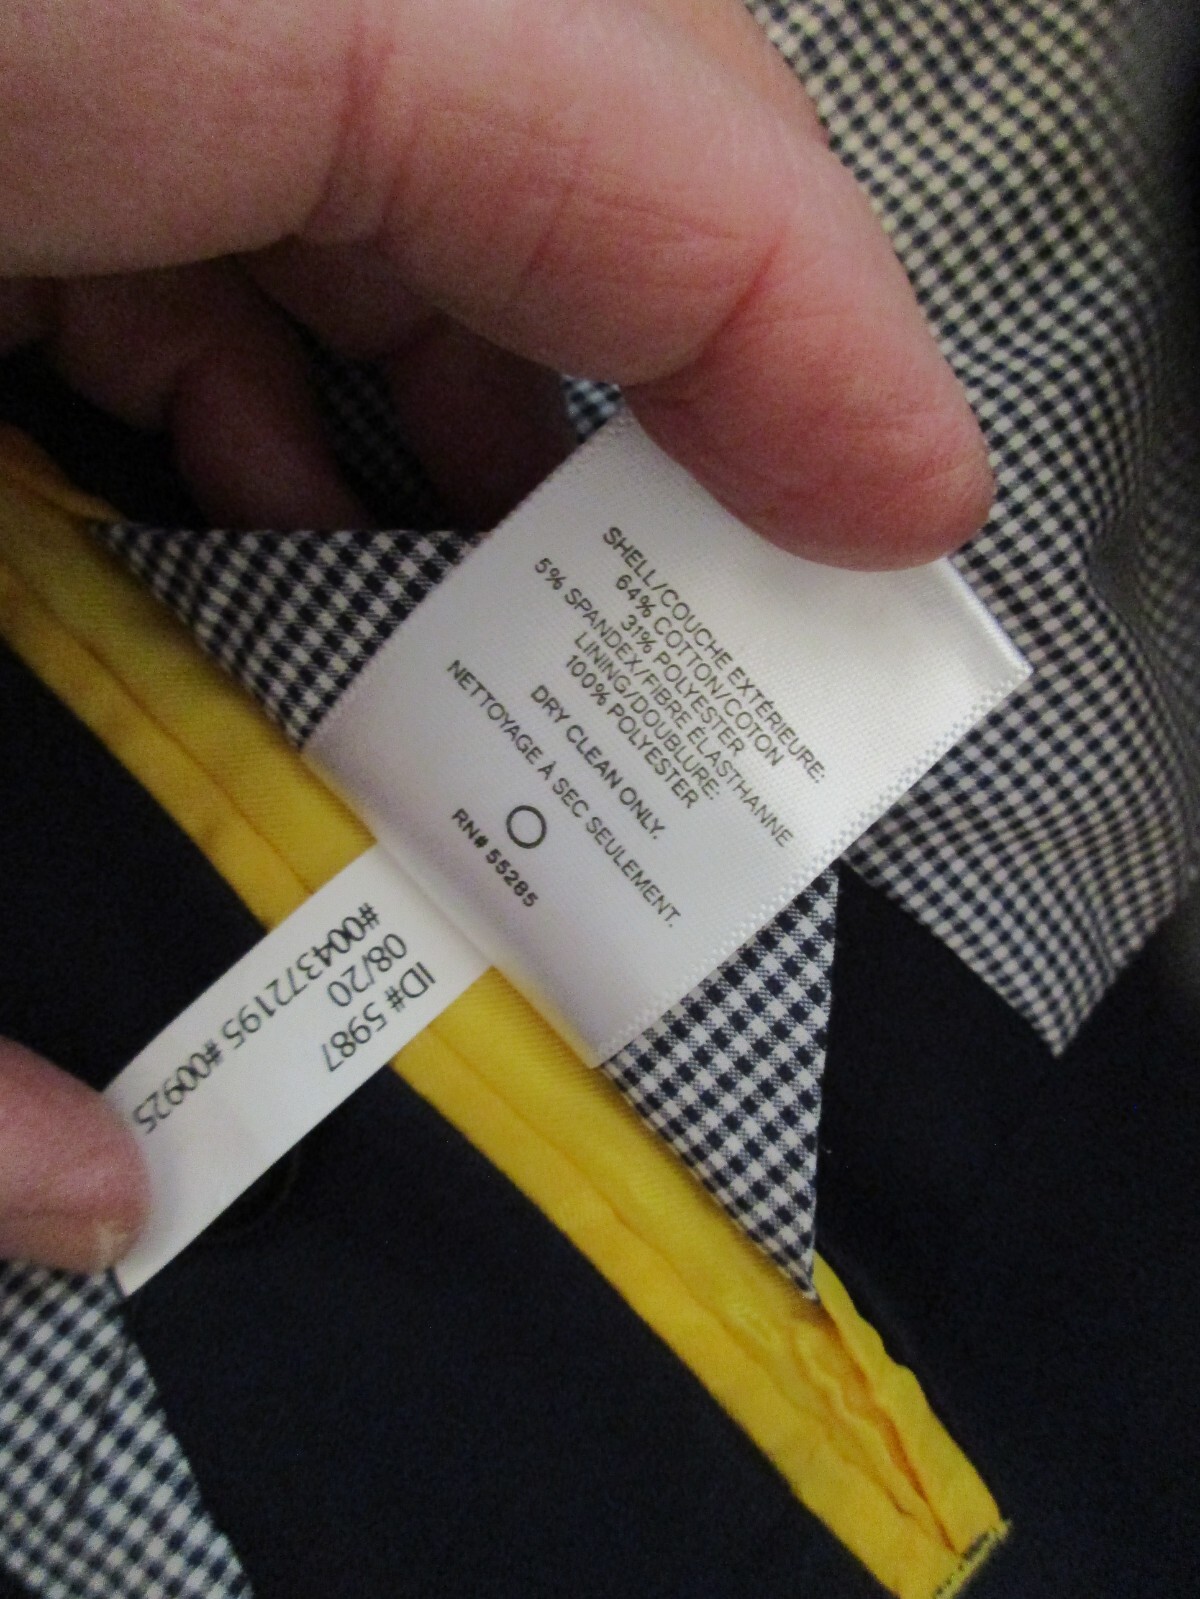 SHELL/COUCHE EXTÉRIEURE:
64% COTTON/COTON
31% POLYESTER
5% SPANDEX/FIBRE ÉLASTHANNE
LINING/DOUBLURE:
100% POLYESTER
DRY CLEAN ONLY.
NETTOYAGE À SEC SEULEMENT.
RN# 55285
ID# 5987
08/20
#004372195 #00925